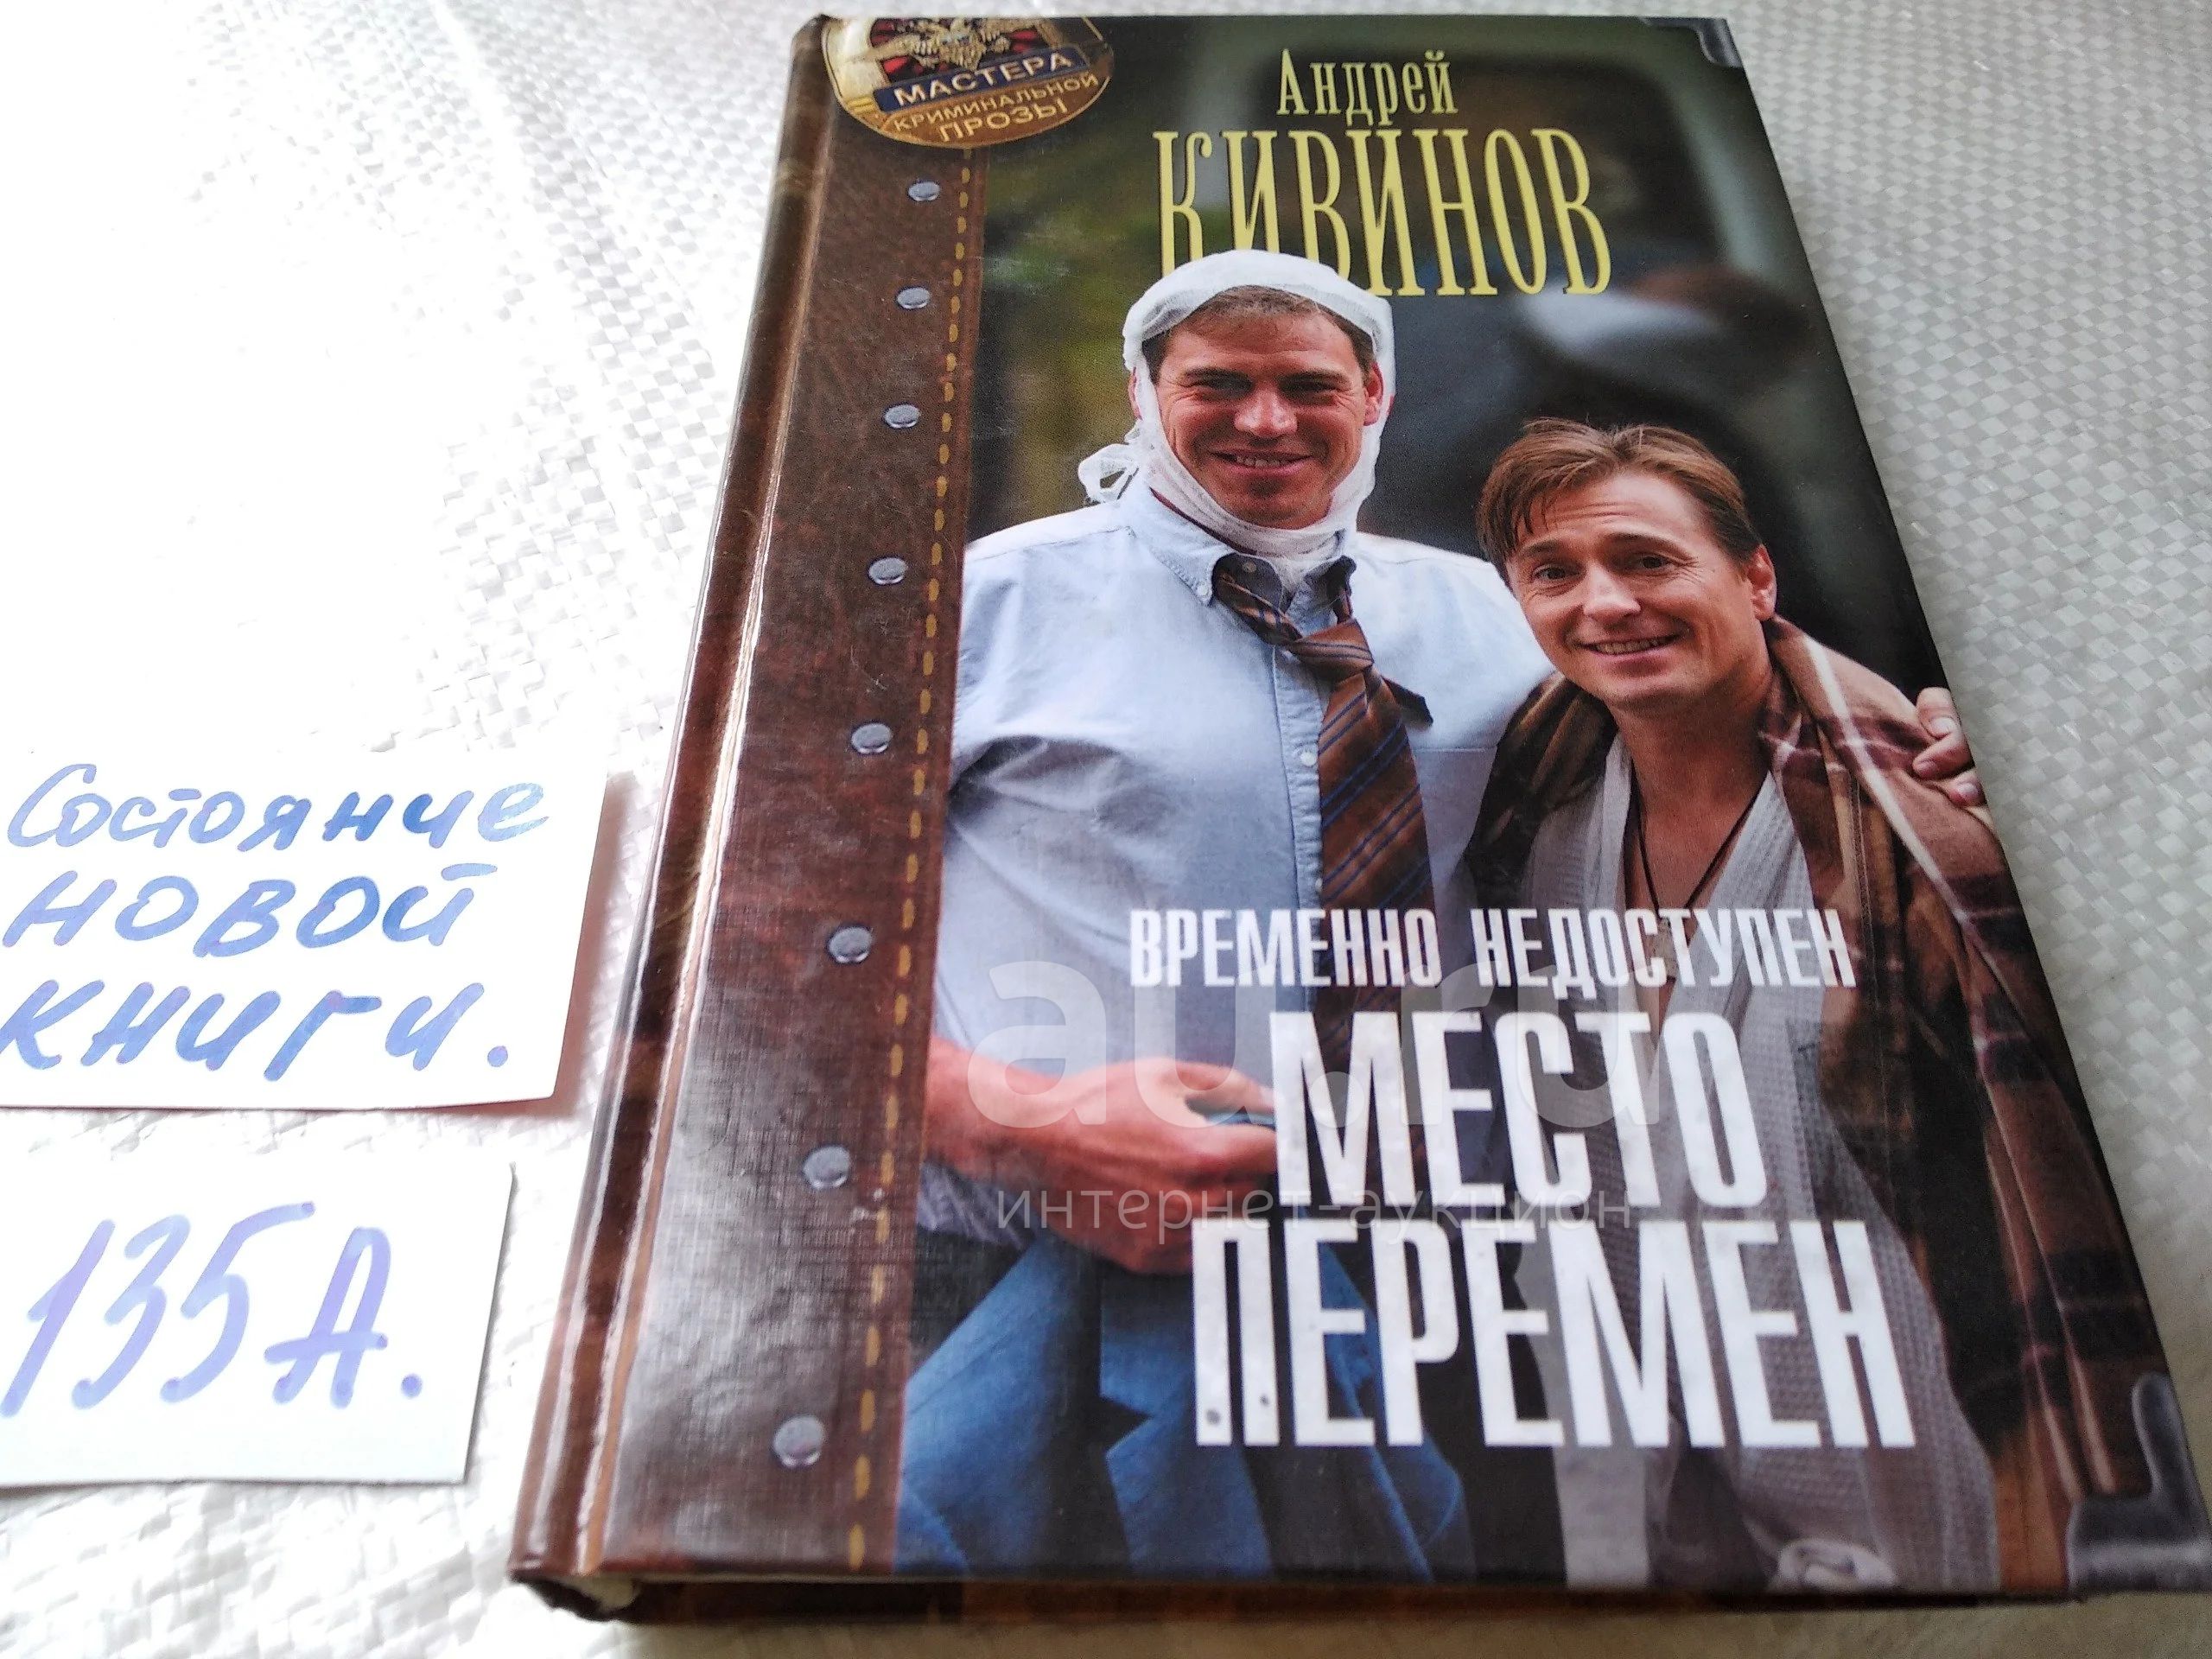 МАСТЕРА
КРИМИНАЛЬНОЙ
ПРОЗЫ
Андрей
КИВИНОВ
ВРЕМЕННО НЕДОСТУПЕН
МЕСТО
ПЕРЕМЕН
au.ru
интернет-аукцион
Состояние
новой
книги.
135А.